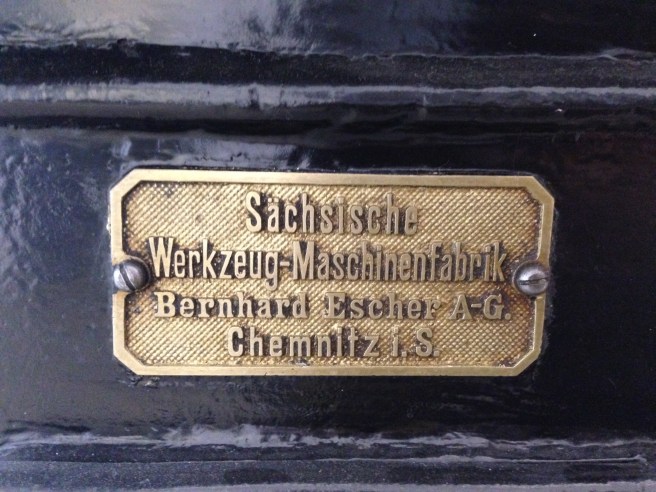 Sächsische
Werkzeug-Maschinenfabrik
Bernhard Escher A-G.
Chemnitz i. S.